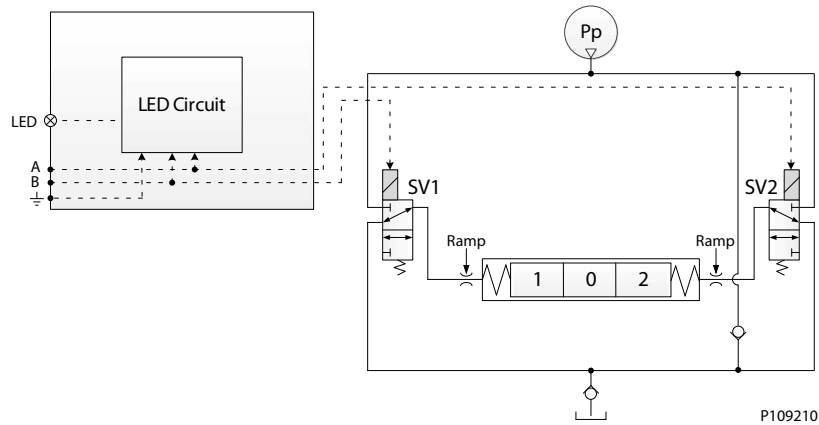 Pp
LED Circuit
LED
A
B
SV1
SV2
Ramp
Ramp
1 0 2
P109210